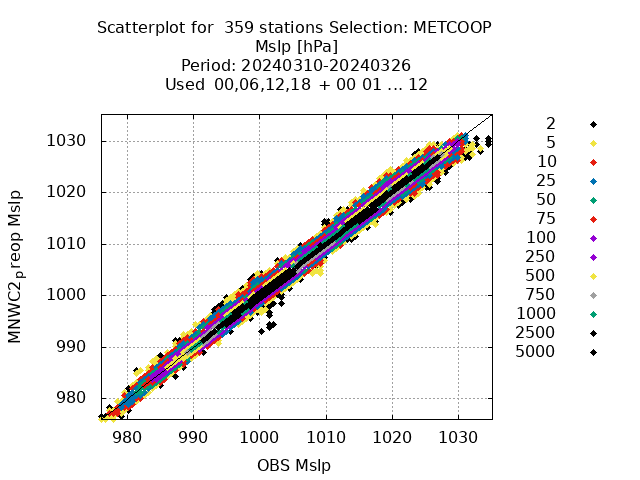 Scatterplot for  359 stations Selection: METCOOP
Mslp [hPa]
Period: 20240310-20240326
Used  00,06,12,18  + 00 01 ... 12
1030
1020
1010
1000
990
980
MNWC2preop Mslp
980 990 1000 1010 1020 1030
OBS Mslp
2
5
10
25
50
75
100
250
500
750
1000
2500
5000